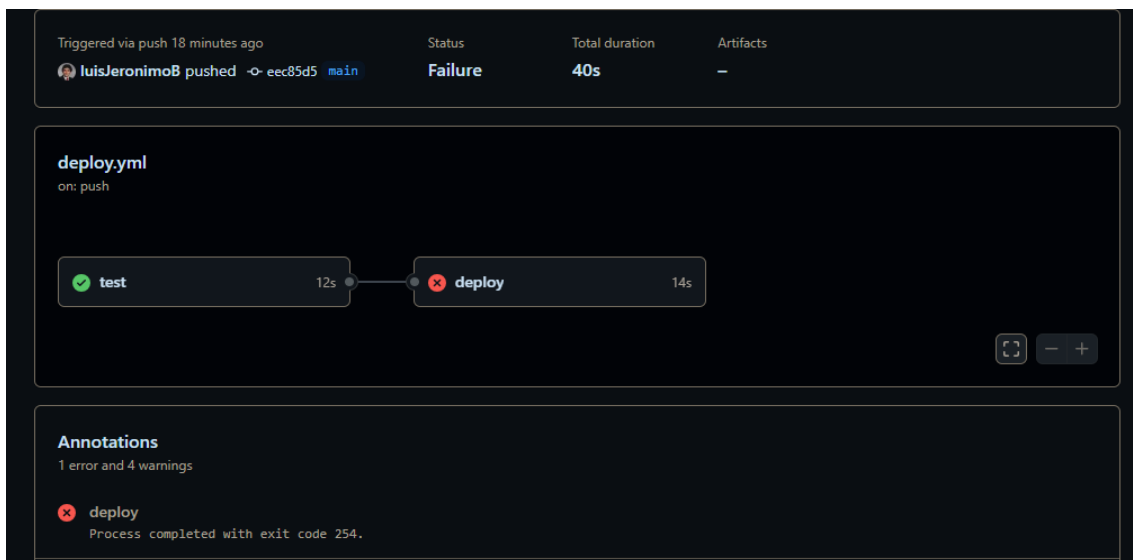 Triggered via push 18 minutes ago Status Total duration Artifacts
luisJeronimoB pushed eec85d5 main Failure 40s –
deploy.yml
on: push
test 12s deploy 14s
Annotations
1 error and 4 warnings
deploy
Process completed with exit code 254.